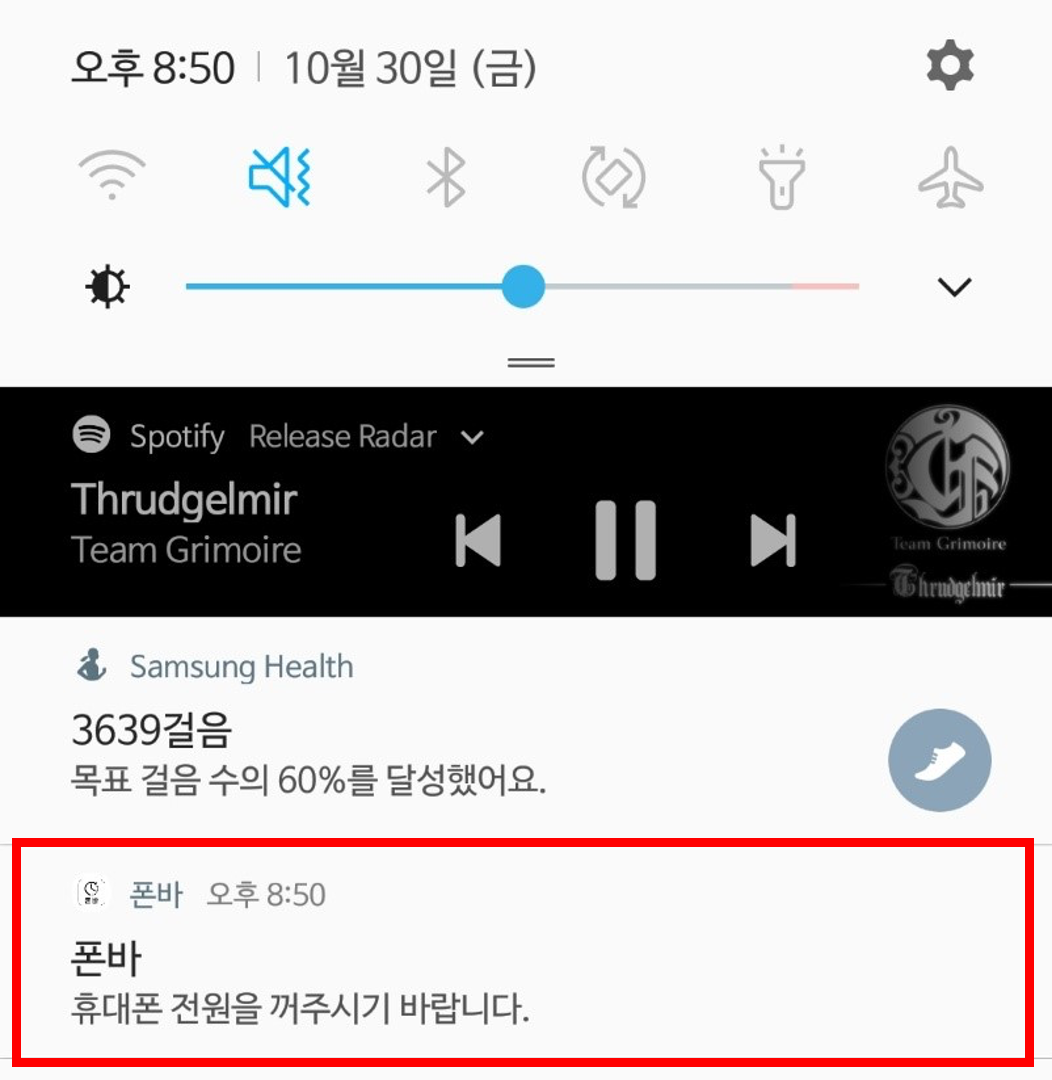 오후 8:50 | 10월 30일 (금)
Spotify Release Radar
Thrudgelmir
Team Grimoire
Team Grimoire
Thrudgelmir
Samsung Health
3639걸음
목표 걸음 수의 60%를 달성했어요.
폰바 오후 8:50
폰바
휴대폰 전원을 꺼주시기 바랍니다.